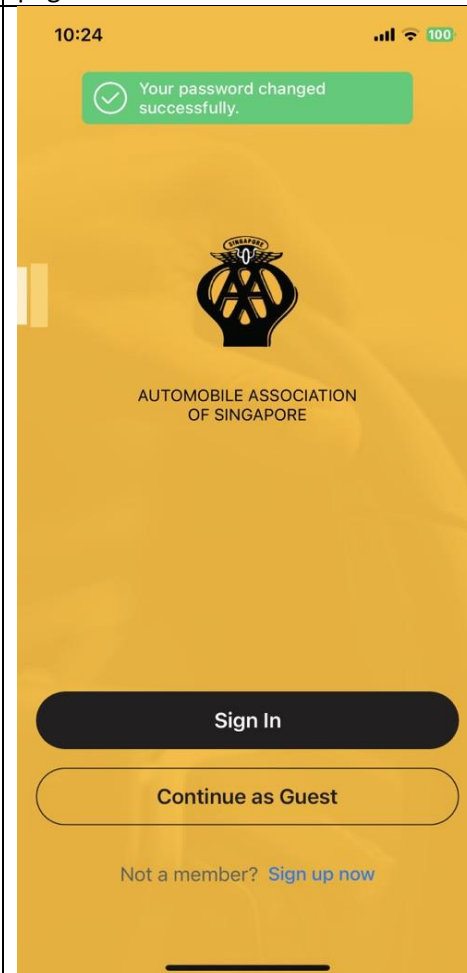 10:24
100
Your password changed
successfully.
SINGAPORE
AA
AUTOMOBILE ASSOCIATION
OF SINGAPORE
Sign In
Continue as Guest
Not a member? Sign up now